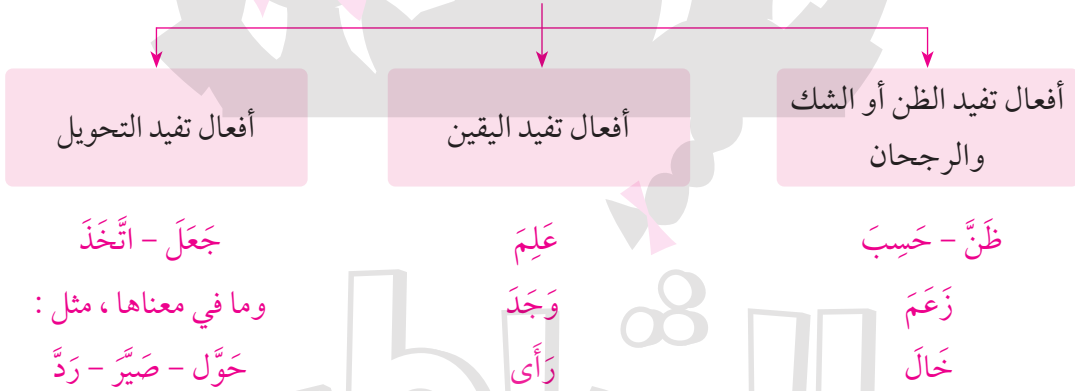 أفعال تفيد الظن أو الشك
والرجحان
أفعال تفيد اليقين
أفعال تفيد التحويل
ظَنَّ – حَسِبَ
زَعَمَ
خَالَ
عَلِمَ
وَجَدَ
رَأَى
جَعَلَ – اتَّخَذَ
وما في معناها ، مثل :
حَوَّل – صَيَّرَ – رَدَّ